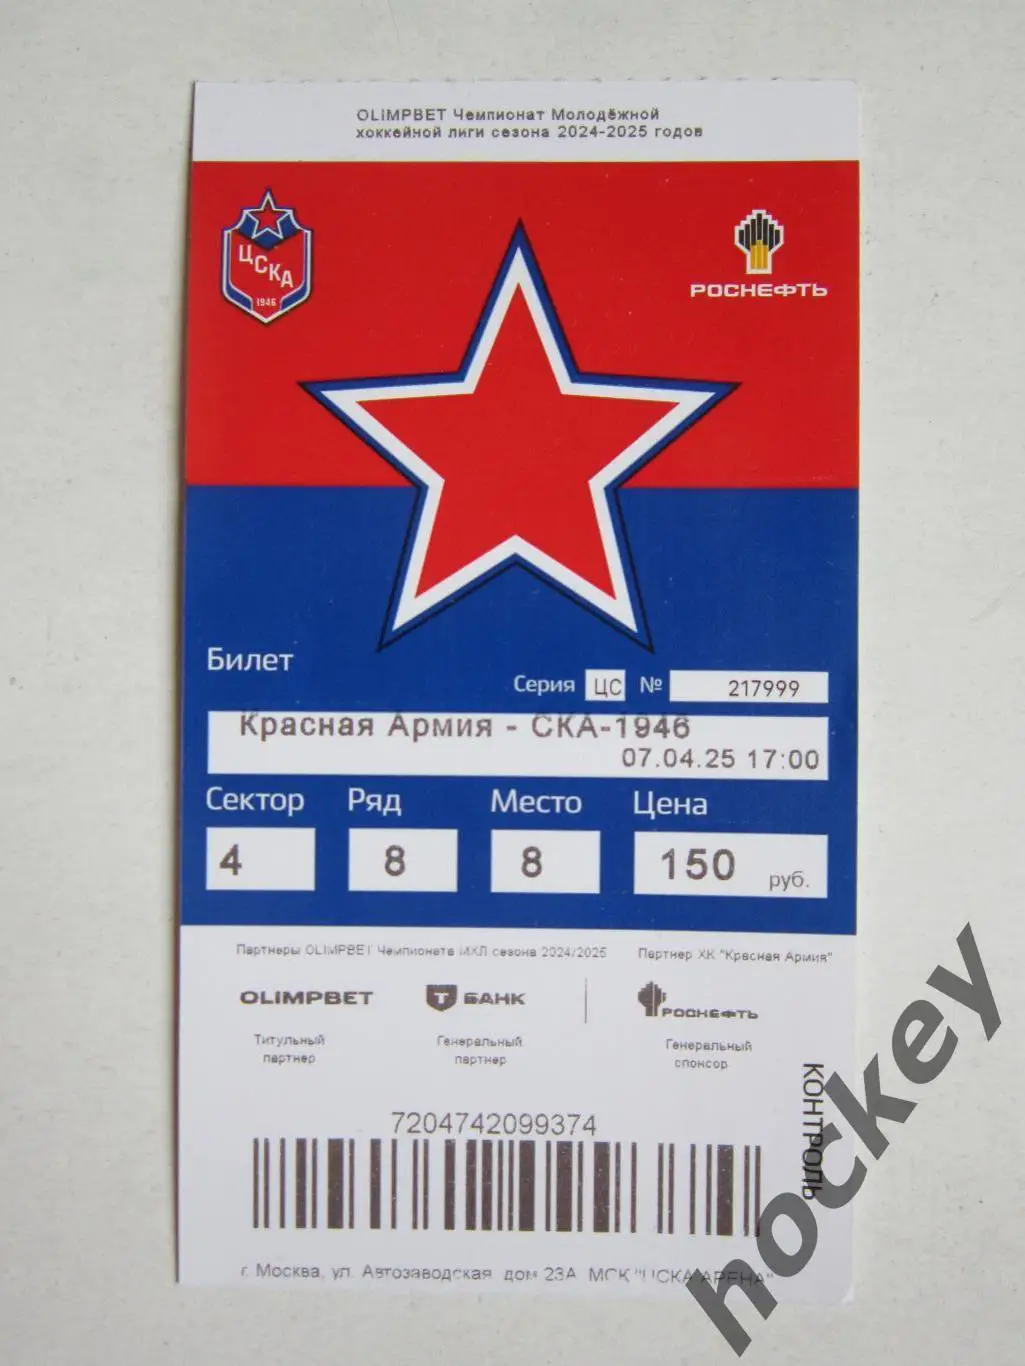 OLIMPBET Чемпионат Молодёжной
хоккейной лиги сезона 2024-2025 годов
ЦСКА
1946
РОСНЕФТЬ
Билет
Серия ЦС № 217999
Красная Армия - СКА-1946
07.04.25 17:00
Сектор Ряд Место Цена
4 8 8 150 руб.
Партнеры OLIMPBET Чемпионата МХЛ сезона 2024/2025 Партнер ХК "Красная Армия"
OLIMPBET Т БАНК РОСНЕФТЬ
Титульный партнер
Генеральный партнер
Генеральный спонсор
КОНТРОЛЬ
7204742099374
г. Москва, ул. Автозаводская, дом 23А, МСК "ЦСКА АРЕНА"
hockey